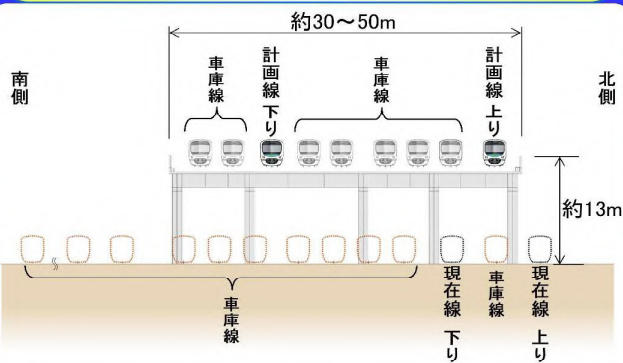 約30～50m
南側
車庫線
計画線 下り
車庫線
計画線 上り
北側
約13m
車庫線
現在線 下り
車庫線
現在線 上り